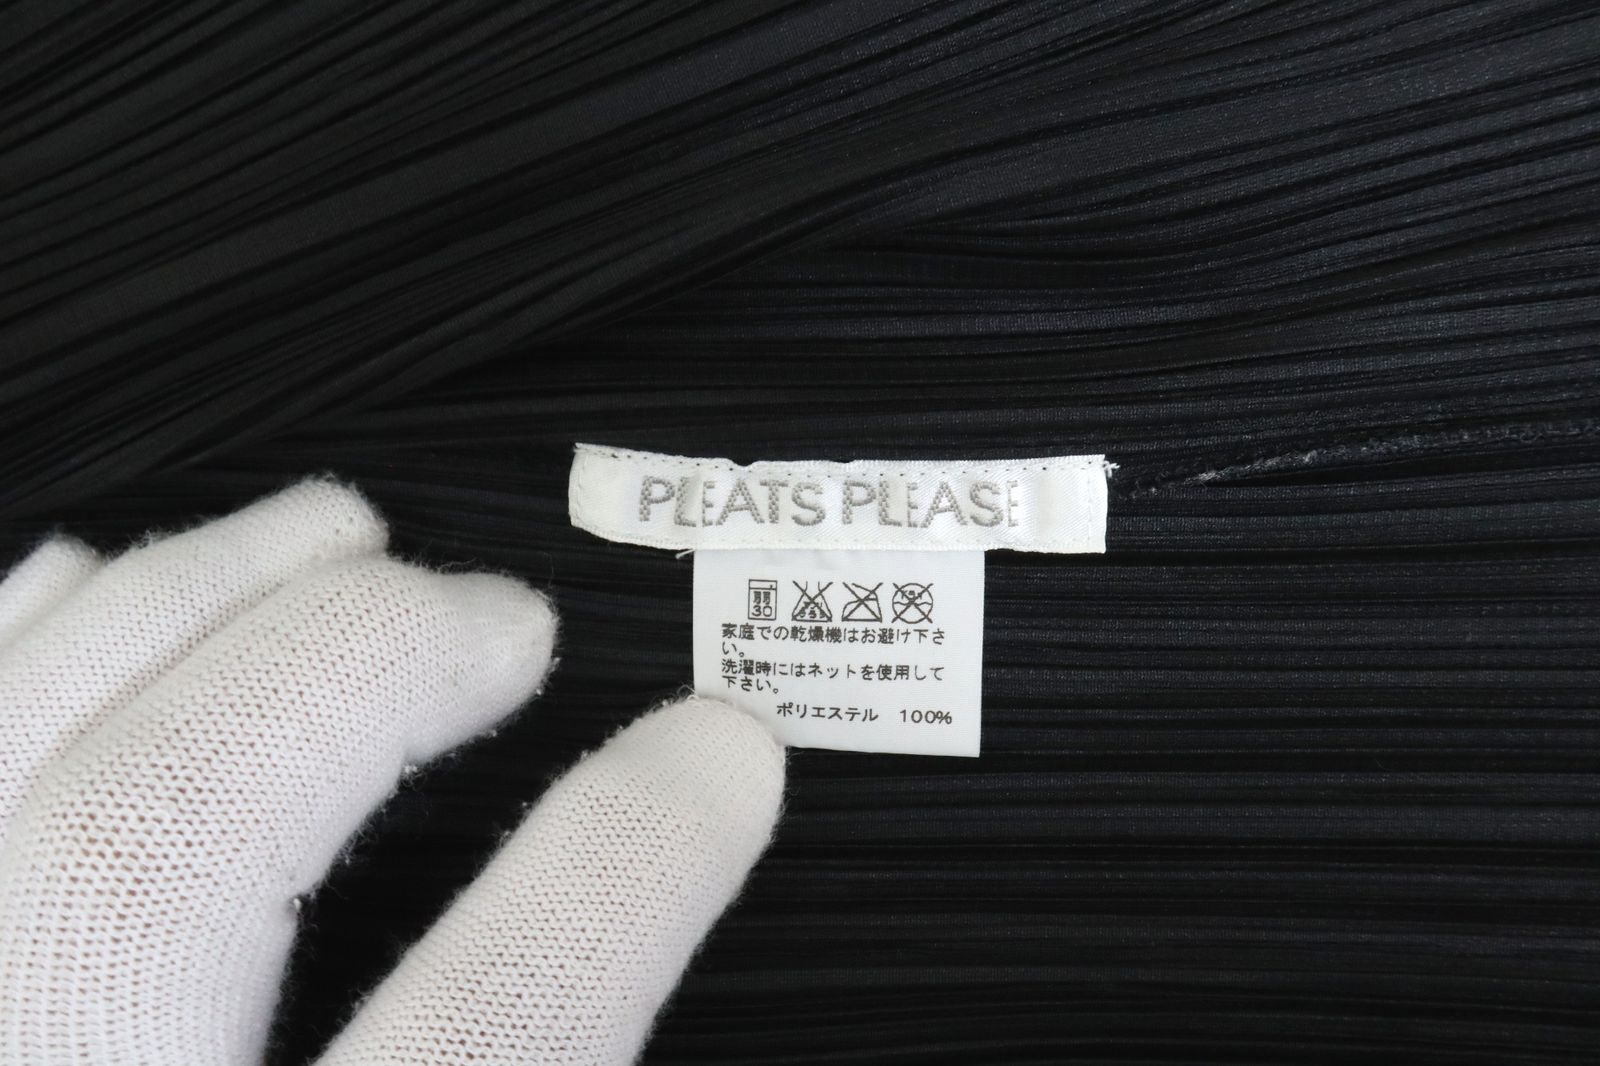 PLEATS PLEASE
30
家庭での乾燥機はお避け下さ
い。
洗濯時にはネットを使用して
下さい。
ポリエステル 100%